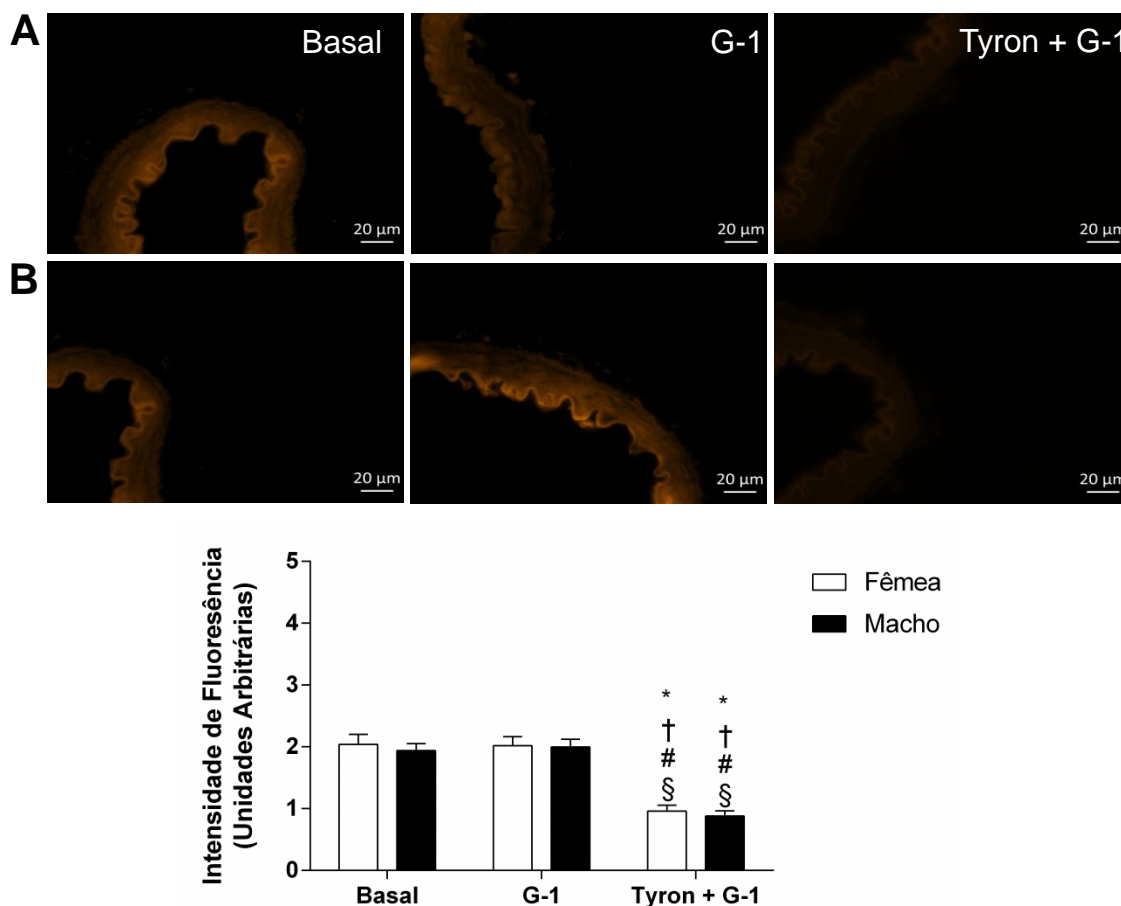 A
Basal
G-1
Tyron + G-1
20 µm
20 µm
20 µm
B
20 µm
20 µm
20 µm
Intensidade de Fluoresência
(Unidades Arbitrárias)
5
4
3
2
1
0
Fêmea
Macho
* *
† †
# #
§ §
Basal
G-1
Tyron + G-1